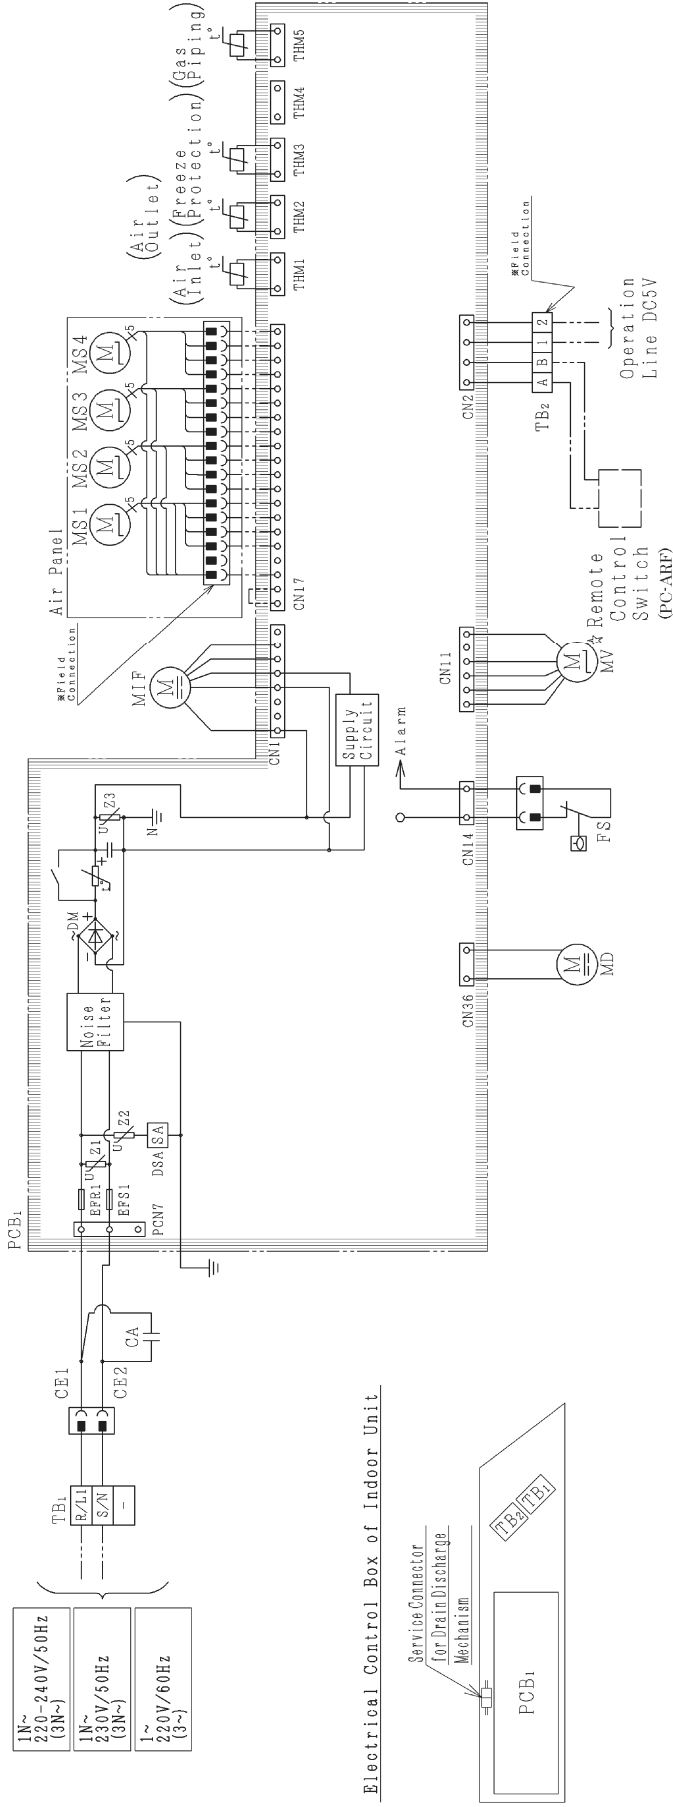 1N~
220-240V/50Hz
(3N~)
1N~
230V/50Hz
(3N~)
1~
220V/60Hz
(3~)
TB1
R/L1
S/N
-
CE1
CE2
CA
PCB1
EFR1
EFS1
PCN7
U
Z1
U
Z2
DSA
SA
Noise
Filter
~
DM
+
-
~
+
t°
U
Z3
N
Supply
Circuit
MIF
CN1
※Field
Connection
Air Panel
MS1
MS2
MS3
MS4
M
5
M
5
M
5
M
5
M
CN17
(Air
Inlet)
(Air
Outlet)
(Freeze
Protection)
(Gas
Piping)
t°
t°
t°
t°
THM1
THM2
THM3
THM4
THM5
CN36
M
MD
CN14
Alarm
FS
CN11
M
MV
CN2
TB2
A
B
1
2
※Field
Connection
Operation
Line DC5V
☆Remote
Control
Switch
(PC-ARF)
Electrical Control Box of Indoor Unit
Service Connector
for Drain Discharge
Mechanism
PCB1
TB2
TB1